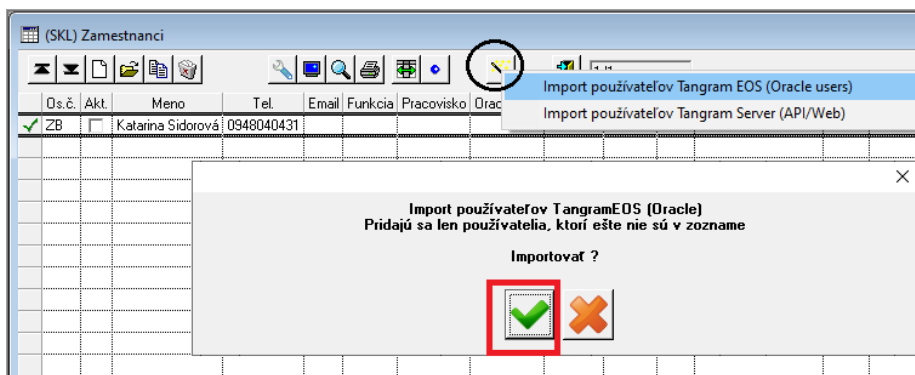 (SKL) Zamestnanci
Import používateľov Tangram EOS (Oracle users)
Import používateľov Tangram Server (API/Web)
Os.č. Akt. Meno Tel. Email Funkcia Pracovisko Orac
ZB Katarina Sidorová 0948040431
Import používateľov TangramEOS (Oracle)
Pridajú sa len používatelia, ktorí ešte nie sú v zozname
Importovať ?